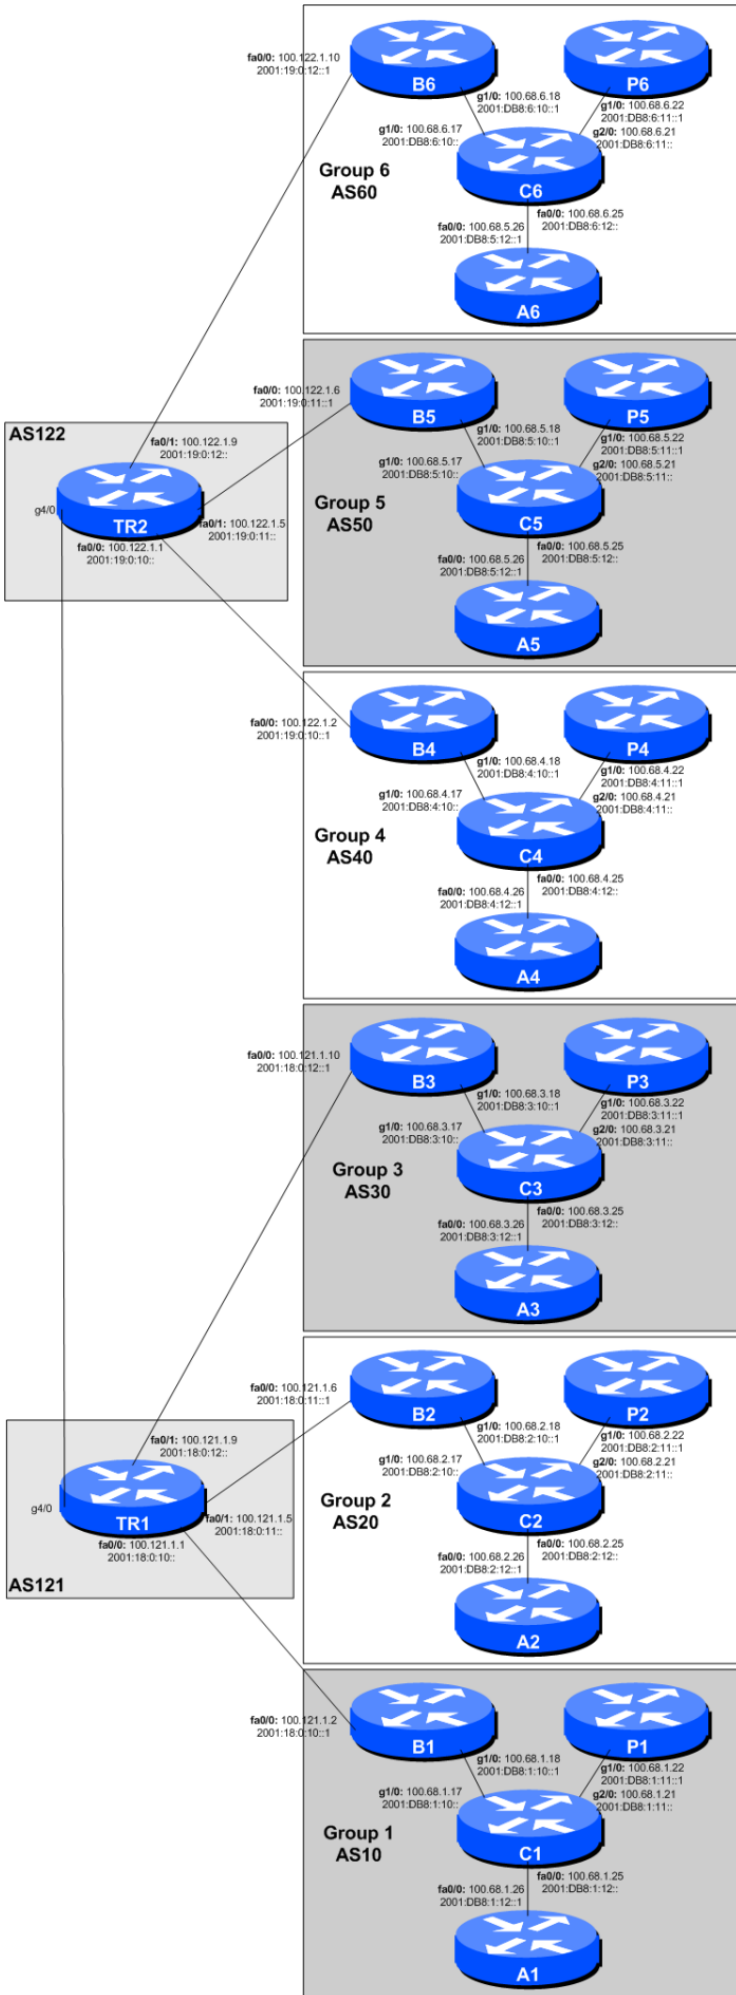 fa0/0: 100.122.1.10
2001:19:0:12::1
B6
P6
g1/0: 100.68.6.18
2001:DB8:6:10::1
g1/0: 100.68.6.22
2001:DB8:6:11::1
g1/0: 100.68.6.17
2001:DB8:6:10::
g2/0: 100.68.6.21
2001:DB8:6:11::
Group 6
AS60
C6
fa0/0: 100.68.6.25
2001:DB8:6:12::
fa0/0: 100.68.5.26
2001:DB8:5:12::1
A6
fa0/0: 100.122.1.6
2001:19:0:11::1
B5
P5
g1/0: 100.68.5.18
2001:DB8:5:10::1
g1/0: 100.68.5.22
2001:DB8:5:11::1
g1/0: 100.68.5.17
2001:DB8:5:10::
g2/0: 100.68.5.21
2001:DB8:5:11::
Group 5
AS50
C5
fa0/0: 100.68.5.25
2001:DB8:5:12::
fa0/0: 100.68.5.26
2001:DB8:5:12::1
A5
AS122
fa0/1: 100.122.1.9
2001:19:0:12::
g4/0
TR2
fa0/1: 100.122.1.5
2001:19:0:11::
fa0/0: 100.122.1.1
2001:19:0:10::
fa0/0: 100.122.1.2
2001:19:0:10::1
B4
P4
g1/0: 100.68.4.18
2001:DB8:4:10::1
g1/0: 100.68.4.22
2001:DB8:4:11::1
g1/0: 100.68.4.17
2001:DB8:4:10::
g2/0: 100.68.4.21
2001:DB8:4:11::
Group 4
AS40
C4
fa0/0: 100.68.4.25
2001:DB8:4:12::
fa0/0: 100.68.4.26
2001:DB8:4:12::1
A4
fa0/0: 100.121.1.10
2001:18:0:12::1
B3
P3
g1/0: 100.68.3.18
2001:DB8:3:10::1
g1/0: 100.68.3.22
2001:DB8:3:11::1
g1/0: 100.68.3.17
2001:DB8:3:10::
g2/0: 100.68.3.21
2001:DB8:3:11::
Group 3
AS30
C3
fa0/0: 100.68.3.25
2001:DB8:3:12::
fa0/0: 100.68.3.26
2001:DB8:3:12::1
A3
fa0/0: 100.121.1.6
2001:18:0:11::1
B2
P2
g1/0: 100.68.2.18
2001:DB8:2:10::1
g1/0: 100.68.2.22
2001:DB8:2:11::1
g1/0: 100.68.2.17
2001:DB8:2:10::
g2/0: 100.68.2.21
2001:DB8:2:11::
Group 2
AS20
C2
fa0/0: 100.68.2.25
2001:DB8:2:12::
fa0/0: 100.68.2.26
2001:DB8:2:12::1
A2
fa0/1: 100.121.1.9
2001:18:0:12::
g4/0
TR1
fa0/1: 100.121.1.5
2001:18:0:11::
fa0/0: 100.121.1.1
2001:18:0:10::
AS121
fa0/0: 100.121.1.2
2001:18:0:10::1
B1
P1
g1/0: 100.68.1.18
2001:DB8:1:10::1
g1/0: 100.68.1.22
2001:DB8:1:11::1
g1/0: 100.68.1.17
2001:DB8:1:10::
g2/0: 100.68.1.21
2001:DB8:1:11::
Group 1
AS10
C1
fa0/0: 100.68.1.25
2001:DB8:1:12::
fa0/0: 100.68.1.26
2001:DB8:1:12::1
A1